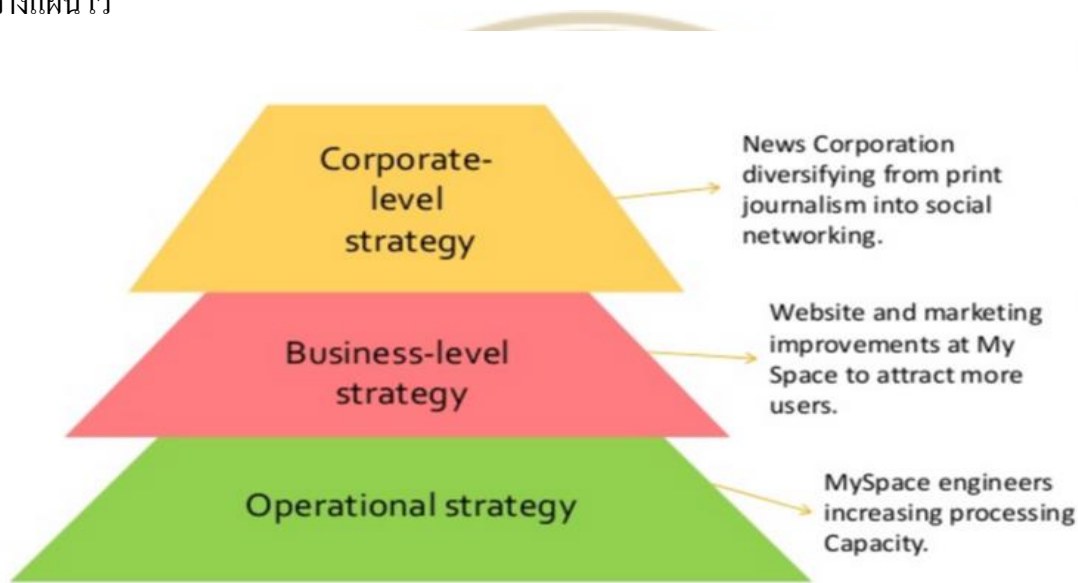 Corporate-
level
strategy
News Corporation
diversifying from print
journalism into social
networking.
Business-level
strategy
Website and marketing
improvements at My
Space to attract more
users.
Operational strategy
MySpace engineers
increasing processing
Capacity.